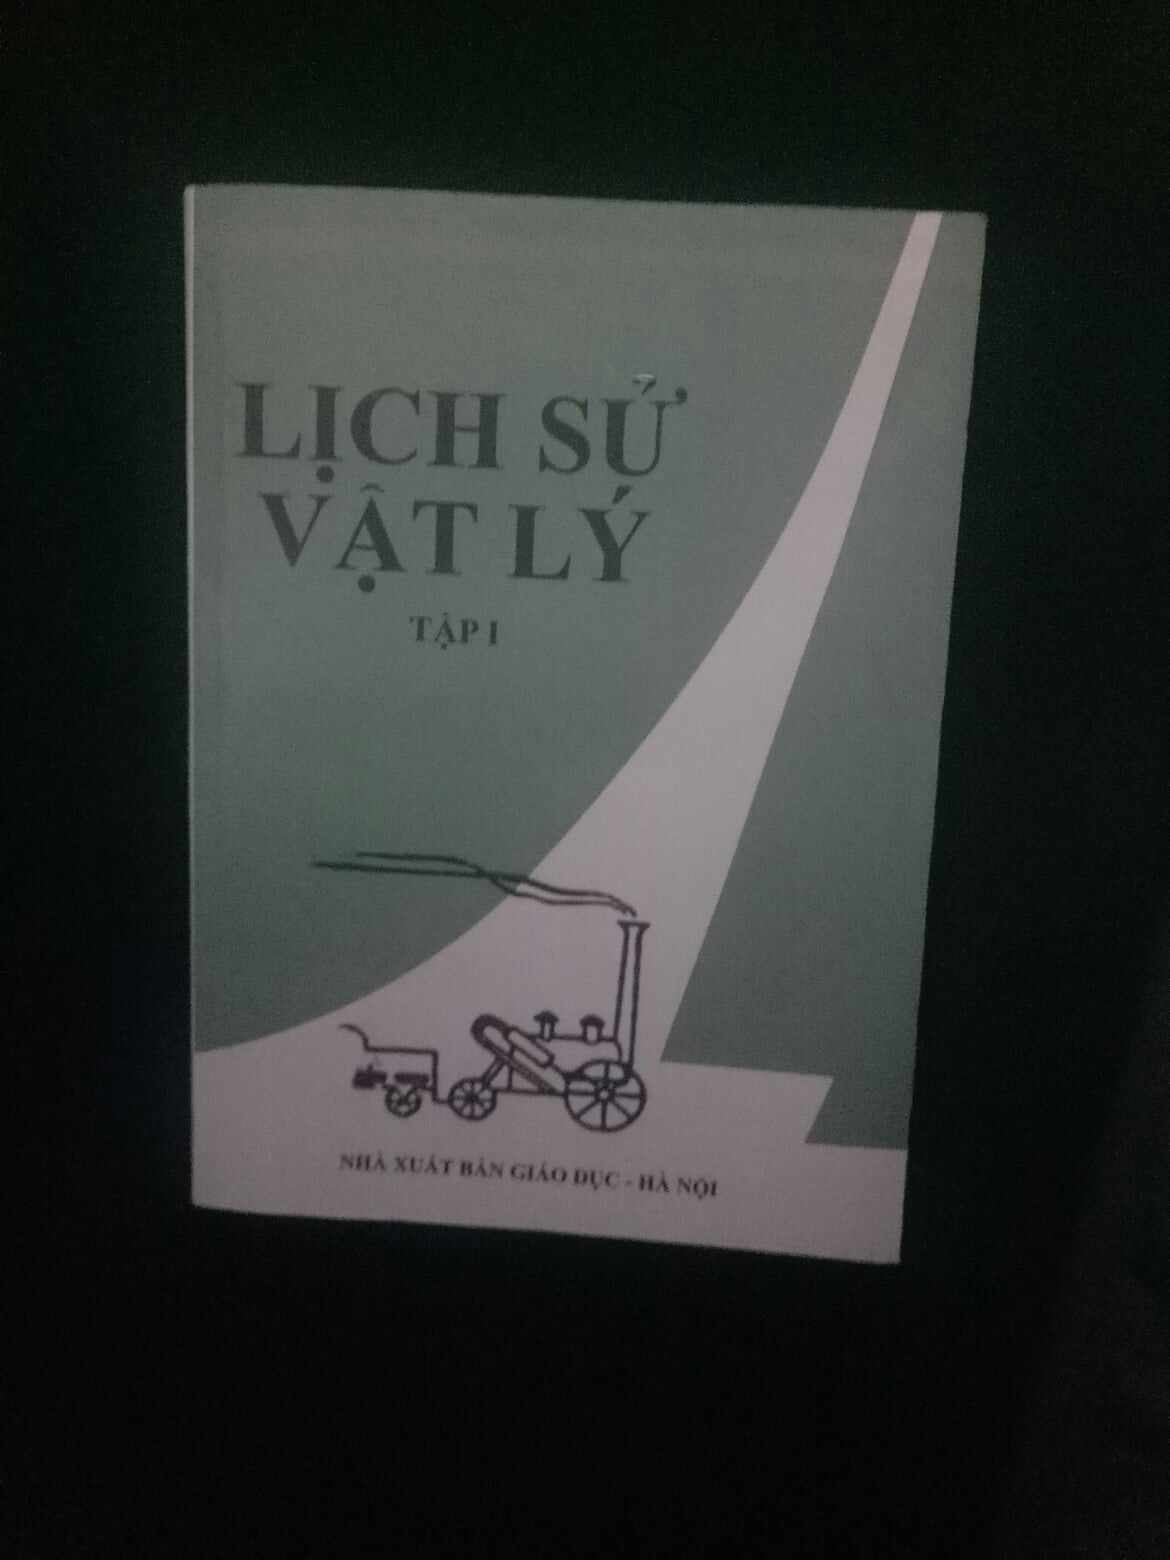 LỊCH SỬ
VẬT LÝ
TẬP I
NHÀ XUẤT BẢN GIÁO DỤC - HÀ NỘI